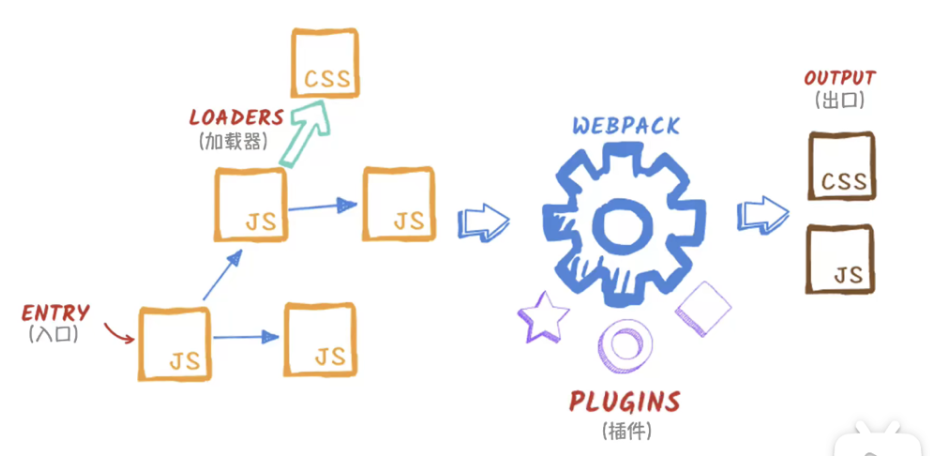 CSS
LOADERS
(加载器)
JS
JS
ENTRY
(入口)
JS
JS
WEBPACK
PLUGINS
(插件)
OUTPUT
(出口)
CSS
JS